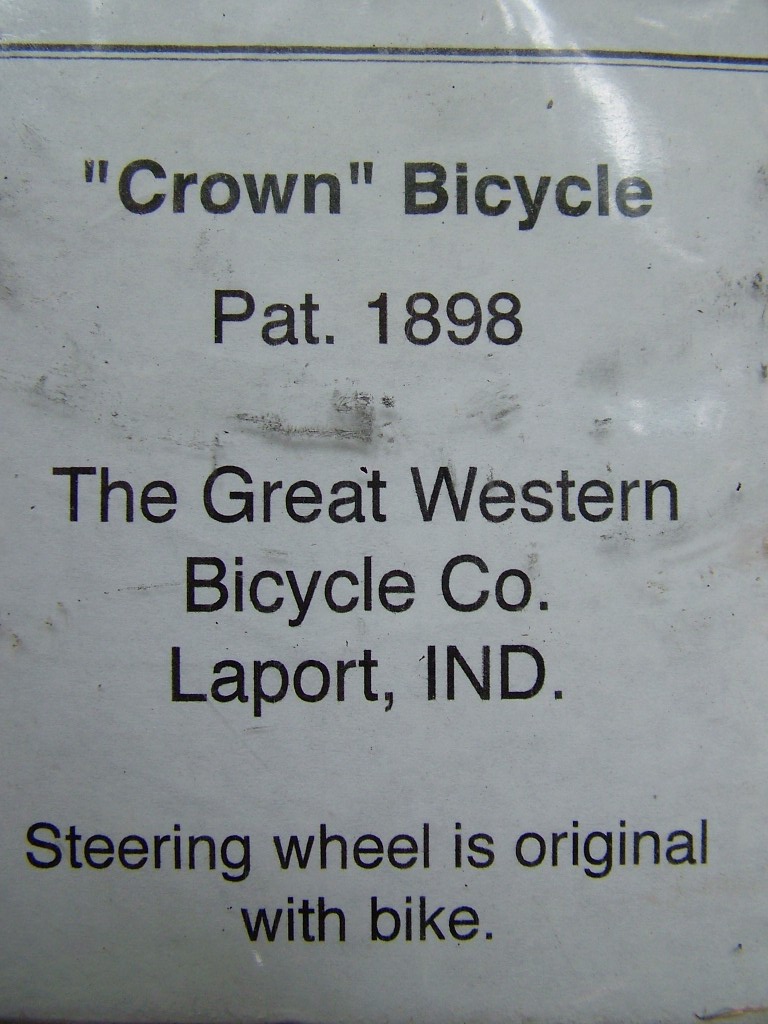 "Crown" Bicycle
Pat. 1898
The Great Western
Bicycle Co.
Laport, IND.
Steering wheel is original
with bike.